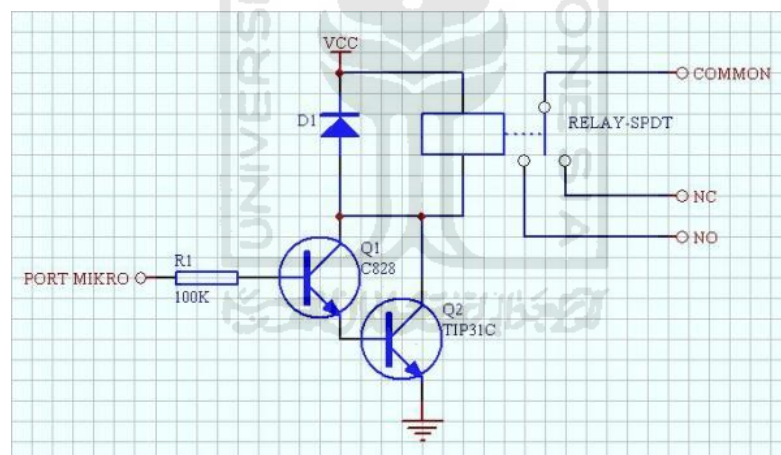 VCC
COMMON
D1
RELAY-SPDT
NC
NO
Q1
C828
R1
PORT MIKRO
100K
Q2
TIP31C